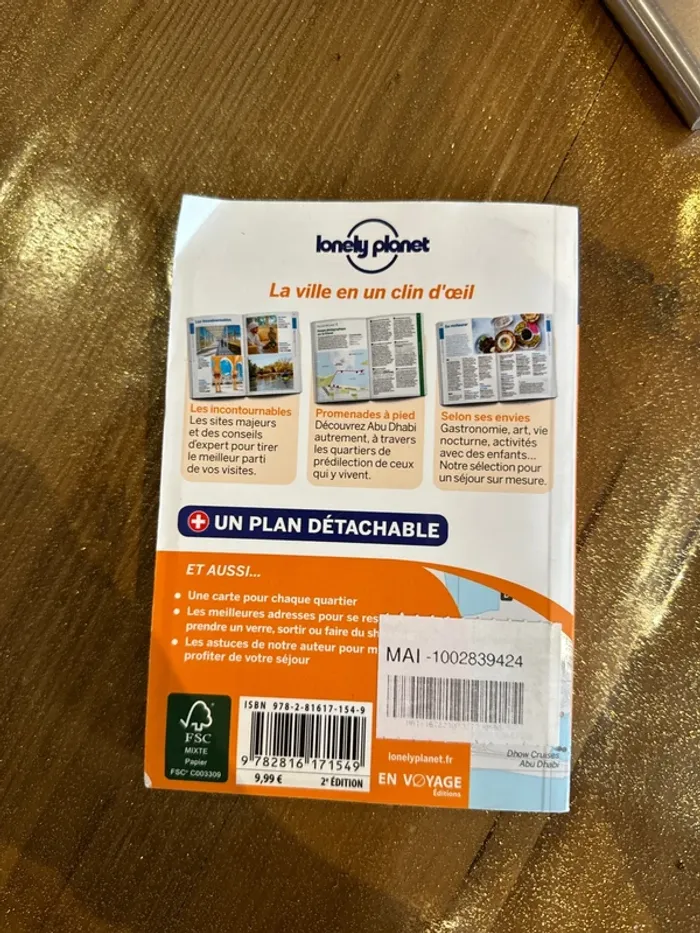 lonely planet
La ville en un clin d'œil
Les incontournables
Les incontournables
Les sites majeurs
et des conseils
d'expert pour tirer
le meilleur parti
de vos visites.
Promenades à pied
Découvrez Abu Dhabi
autrement, à travers
les quartiers de
prédilection de ceux
qui y vivent.
Selon ses envies
Gastronomie, art, vie
nocturne, activités
avec des enfants...
Notre sélection pour
un séjour sur mesure.
UN PLAN DÉTACHABLE
ET AUSSI...
• Une carte pour chaque quartier
• Les meilleures adresses pour se res
prendre un verre, sortir ou faire du sh
• Les astuces de notre auteur pour m
profiter de votre séjour
MAI -1002839424
FSC
MIXTE
Papier
FSC® C003309
ISBN 978-2-81617-154-9
9 782816 171549
9,99 €
2e ÉDITION
lonelyplanet.fr
EN VOYAGE
Éditions
Dhow Cruises
Abu Dhabi